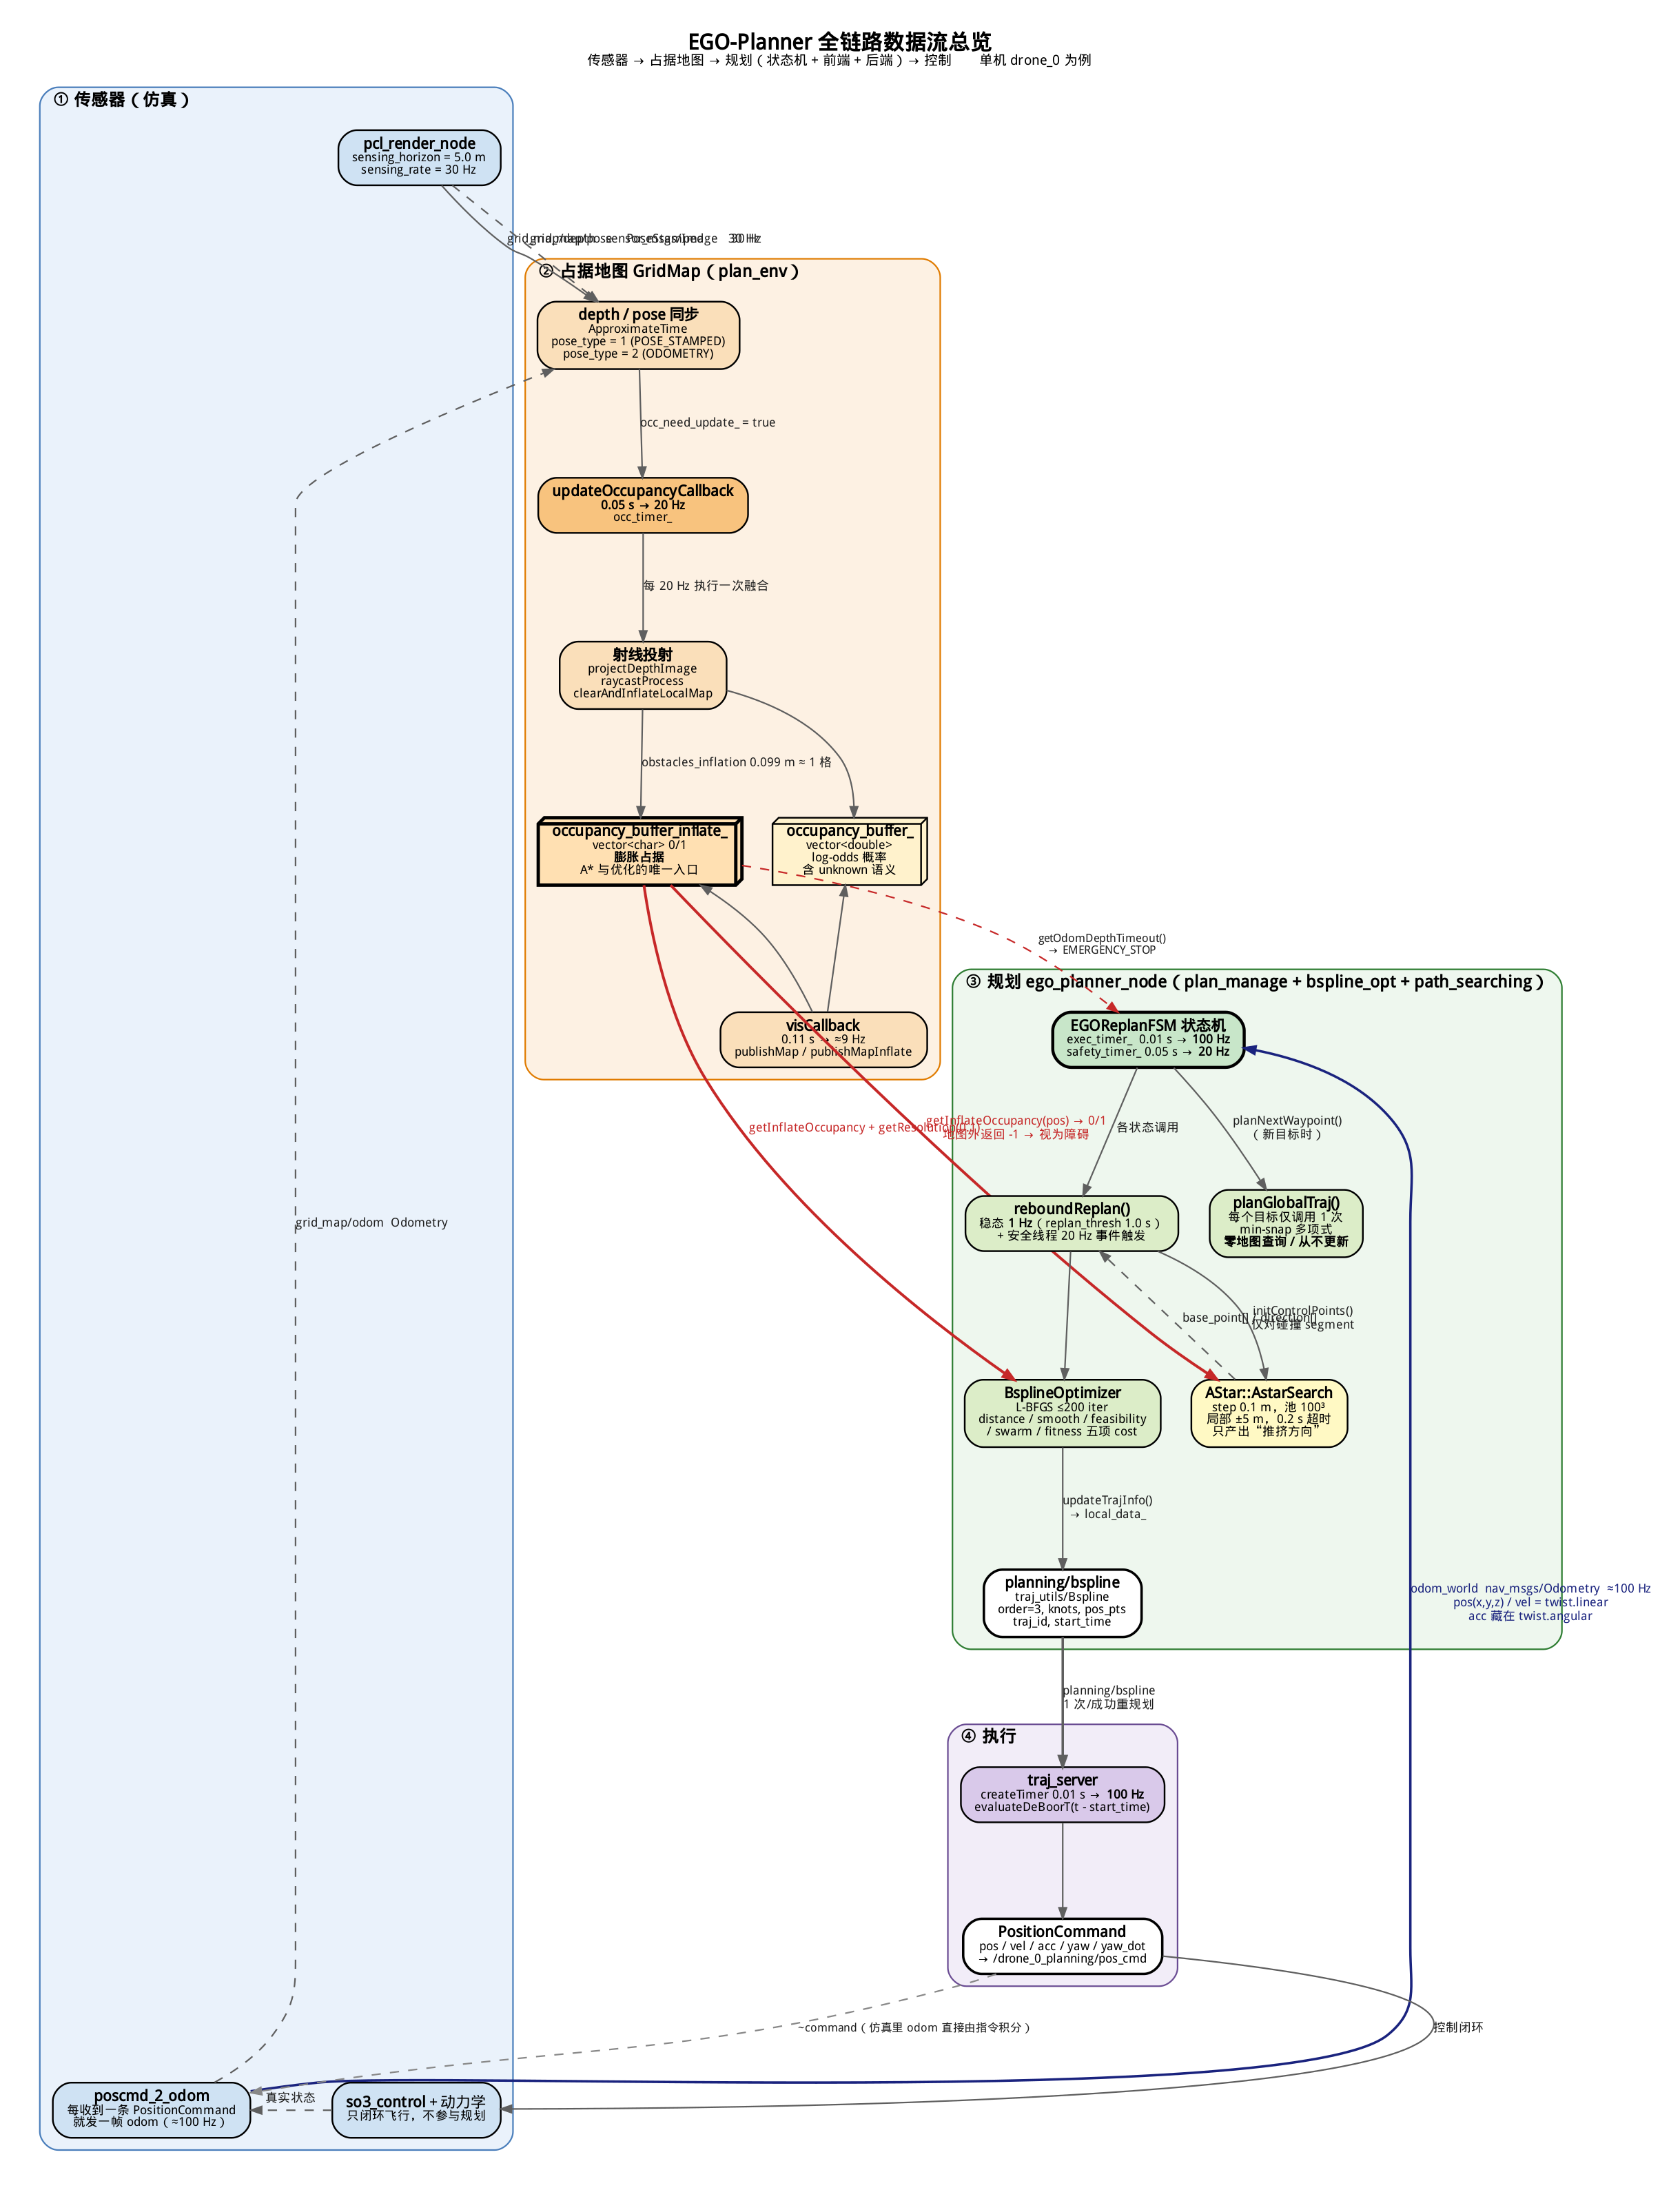 EGO-Planner 全链路数据流总览
传感器 → 占据地图 → 规划（状态机 + 前端 + 后端）→ 控制　　单机 drone_0 为例
① 传感器（仿真）
pcl_render_node
sensing_horizon = 5.0 m
sensing_rate = 30 Hz
② 占据地图 GridMap（plan_env）
depth / pose 同步
ApproximateTime
pose_type = 1 (POSE_STAMPED)
pose_type = 2 (ODOMETRY)
occ_need_update_ = true
updateOccupancyCallback
0.05 s → 20 Hz
occ_timer_
每 20 Hz 执行一次融合
射线投射
projectDepthImage
raycastProcess
clearAndInflateLocalMap
obstacles_inflation 0.099 m ≈ 1 格
occupancy_buffer_inflate_
vector<char> 0/1
膨胀占据
A* 与优化的唯一入口
occupancy_buffer_
vector<double>
log-odds 概率
含 unknown 语义
getOdomDepthTimeout()
→ EMERGENCY_STOP
visCallback
0.11 s → ≈9 Hz
publishMap / publishMapInflate
③ 规划 ego_planner_node（plan_manage + bspline_opt + path_searching）
EGOReplanFSM 状态机
exec_timer_ 0.01 s → 100 Hz
safety_timer_ 0.05 s → 20 Hz
getInflateOccupancy + getResolution
getInflateOccupancy(pos) → 0/1
地图外返回 -1 → 视为障碍
各状态调用
planNextWaypoint()
（新目标时）
reboundReplan()
稳态 1 Hz（replan_thresh 1.0 s）
+ 安全线程 20 Hz 事件触发
planGlobalTraj()
每个目标仅调用 1 次
min-snap 多项式
零地图查询 / 从不更新
grid_map/odom Odometry
base_point[] / direction[]
initControlPoints()
仅对碰撞 segment
BsplineOptimizer
L-BFGS ≤200 iter
distance / smooth / feasibility
/ swarm / fitness 五项 cost
AStar::AstarSearch
step 0.1 m，池 100³
局部 ±5 m，0.2 s 超时
只产出“推挤方向”
updateTrajInfo()
→ local_data_
planning/bspline
traj_utils/Bspline
order=3, knots, pos_pts
traj_id, start_time
odom_world nav_msgs/Odometry ≈100 Hz
pos(x,y,z) / vel = twist.linear
acc 藏在 twist.angular
planning/bspline
1 次/成功重规划
④ 执行
traj_server
createTimer 0.01 s → 100 Hz
evaluateDeBoorT(t - start_time)
PositionCommand
pos / vel / acc / yaw / yaw_dot
→ /drone_0_planning/pos_cmd
~command（仿真里 odom 直接由指令积分）
控制闭环
poscmd_2_odom
每收到一条 PositionCommand
就发一帧 odom（≈100 Hz）
真实状态
so3_control + 动力学
只闭环飞行，不参与规划